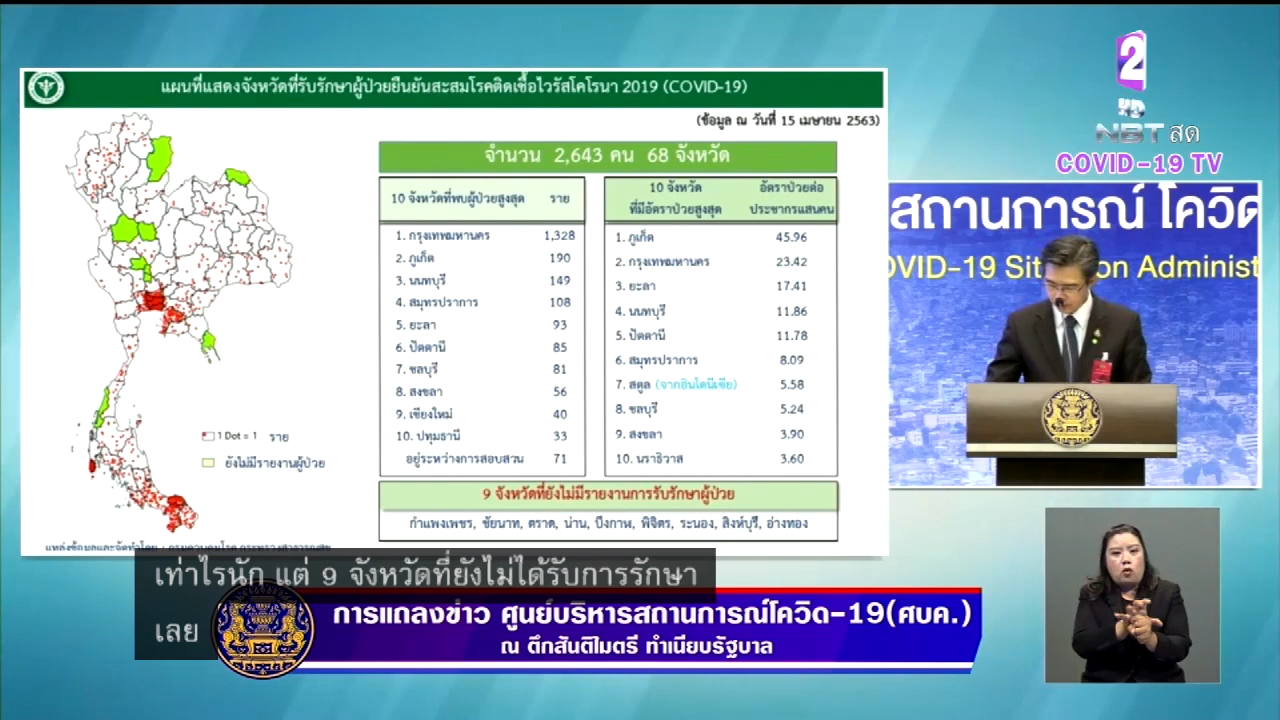 แผนที่แสดงจังหวัดที่รับรักษาผู้ป่วยยืนยันสะสมโรคติดเชื้อไวรัสโคโรนา 2019 (COVID-19)
(ข้อมูล ณ วันที่ 15 เมษายน 2563)
จำนวน 2,643 คน 68 จังหวัด
10 จังหวัดที่พบผู้ป่วยสูงสุด ราย
1. กรุงเทพมหานคร 1,328
2. ภูเก็ต 190
3. นนทบุรี 149
4. สมุทรปราการ 108
5. ยะลา 93
6. ปัตตานี 85
7. ชลบุรี 81
8. สงขลา 56
9. เชียงใหม่ 40
10. ปทุมธานี 33
อยู่ระหว่างการสอบสวน 71
10 จังหวัด อัตราป่วยต่อ
ที่มีอัตราป่วยสูงสุด ประชากรแสนคน
1. ภูเก็ต 45.96
2. กรุงเทพมหานคร 23.42
3. ยะลา 17.41
4. นนทบุรี 11.86
5. ปัตตานี 11.78
6. สมุทรปราการ 8.09
7. สตูล (จากอินโดนีเซีย) 5.58
8. ชลบุรี 5.24
9. สงขลา 3.90
10. นราธิวาส 3.60
1 Dot = 1 ราย
ยังไม่มีรายงานผู้ป่วย
9 จังหวัดที่ยังไม่มีรายงานการรับรักษาผู้ป่วย
กำแพงเพชร, ชัยนาท, ตราด, น่าน, บึงกาฬ, พิจิตร, ระนอง, สิงห์บุรี, อ่างทอง
2
HD
NBT สด
COVID-19 TV
สถานการณ์ โควิด
OVID-19 Sit on Administ
เท่าไรนัก แต่ 9 จังหวัดที่ยังไม่ได้รับการรักษา
เลย
การแถลงข่าว ศูนย์บริหารสถานการณ์โควิด-19(ศบค.)
ณ ตึกสันติไมตรี ทำเนียบรัฐบาล